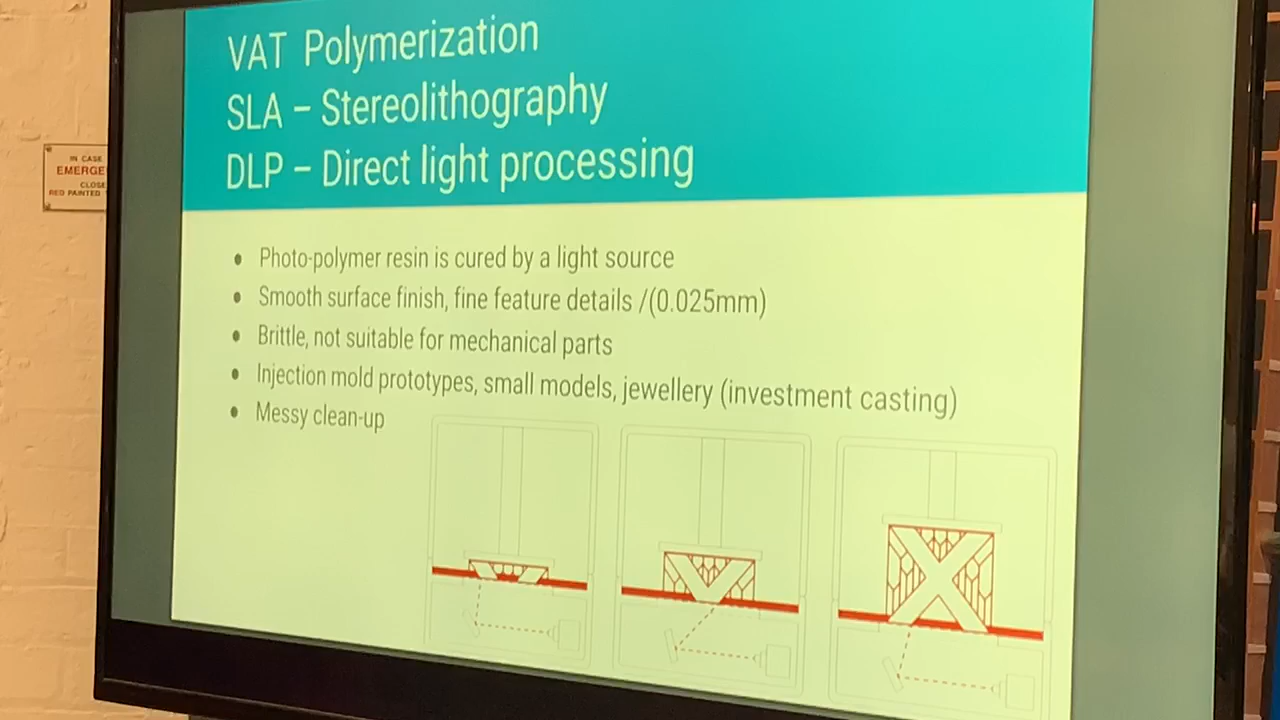 VAT Polymerization
SLA – Stereolithography
DLP – Direct light processing
IN CASE
EMERGE
CLOSE
RED PAINTED
• Photo-polymer resin is cured by a light source
• Smooth surface finish, fine feature details /(0.025mm)
• Brittle, not suitable for mechanical parts
• Injection mold prototypes, small models, jewellery (investment casting)
• Messy clean-up